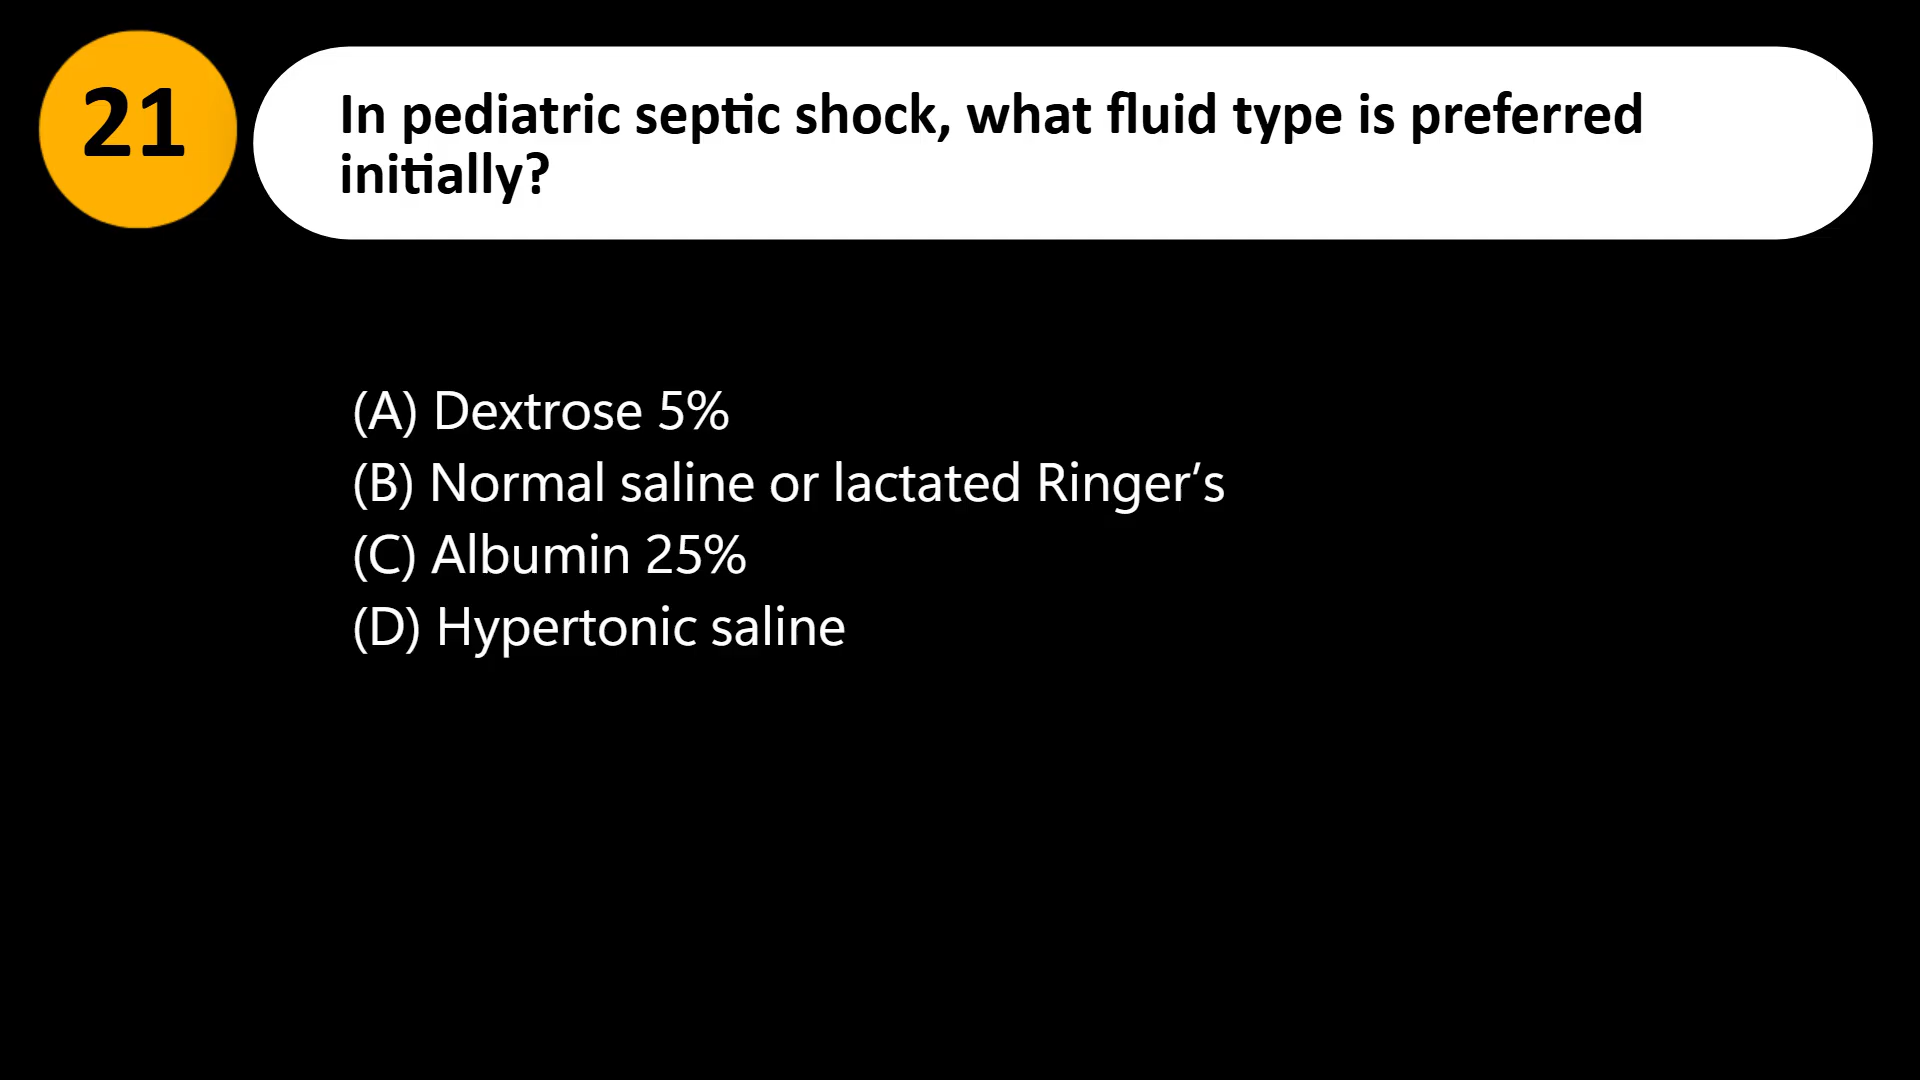 21
In pediatric septic shock, what fluid type is preferred
initially?
(A) Dextrose 5%
(B) Normal saline or lactated Ringer’s
(C) Albumin 25%
(D) Hypertonic saline